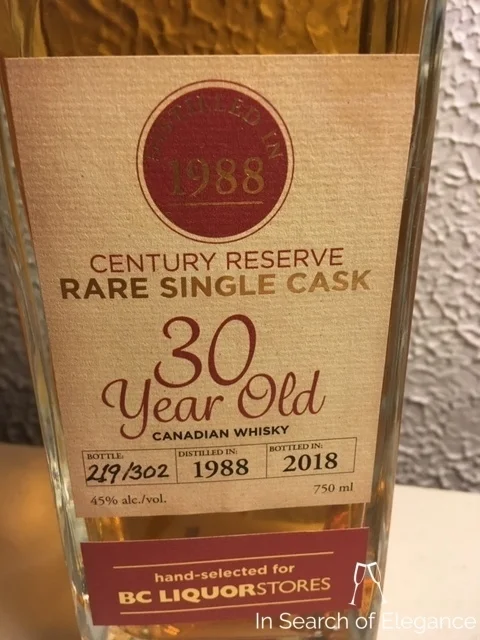 DISTILLED IN
1988
CENTURY RESERVE
RARE SINGLE CASK
30
Year Old
CANADIAN WHISKY
BOTTLE: DISTILLED IN: BOTTLED IN:
219/302 1988 2018
45% alc./vol. 750 ml
hand-selected for
BC LIQUORSTORES
In Search of Elegance